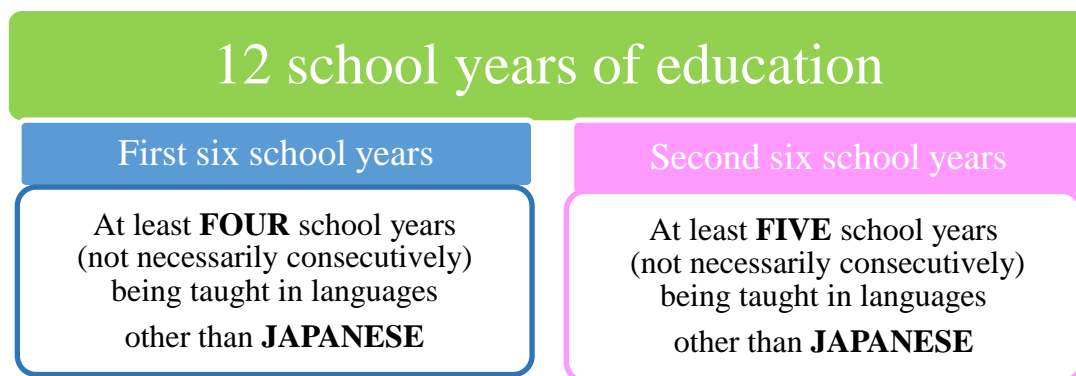 12 school years of education
First six school years
At least FOUR school years
(not necessarily consecutively)
being taught in languages
other than JAPANESE
Second six school years
At least FIVE school years
(not necessarily consecutively)
being taught in languages
other than JAPANESE